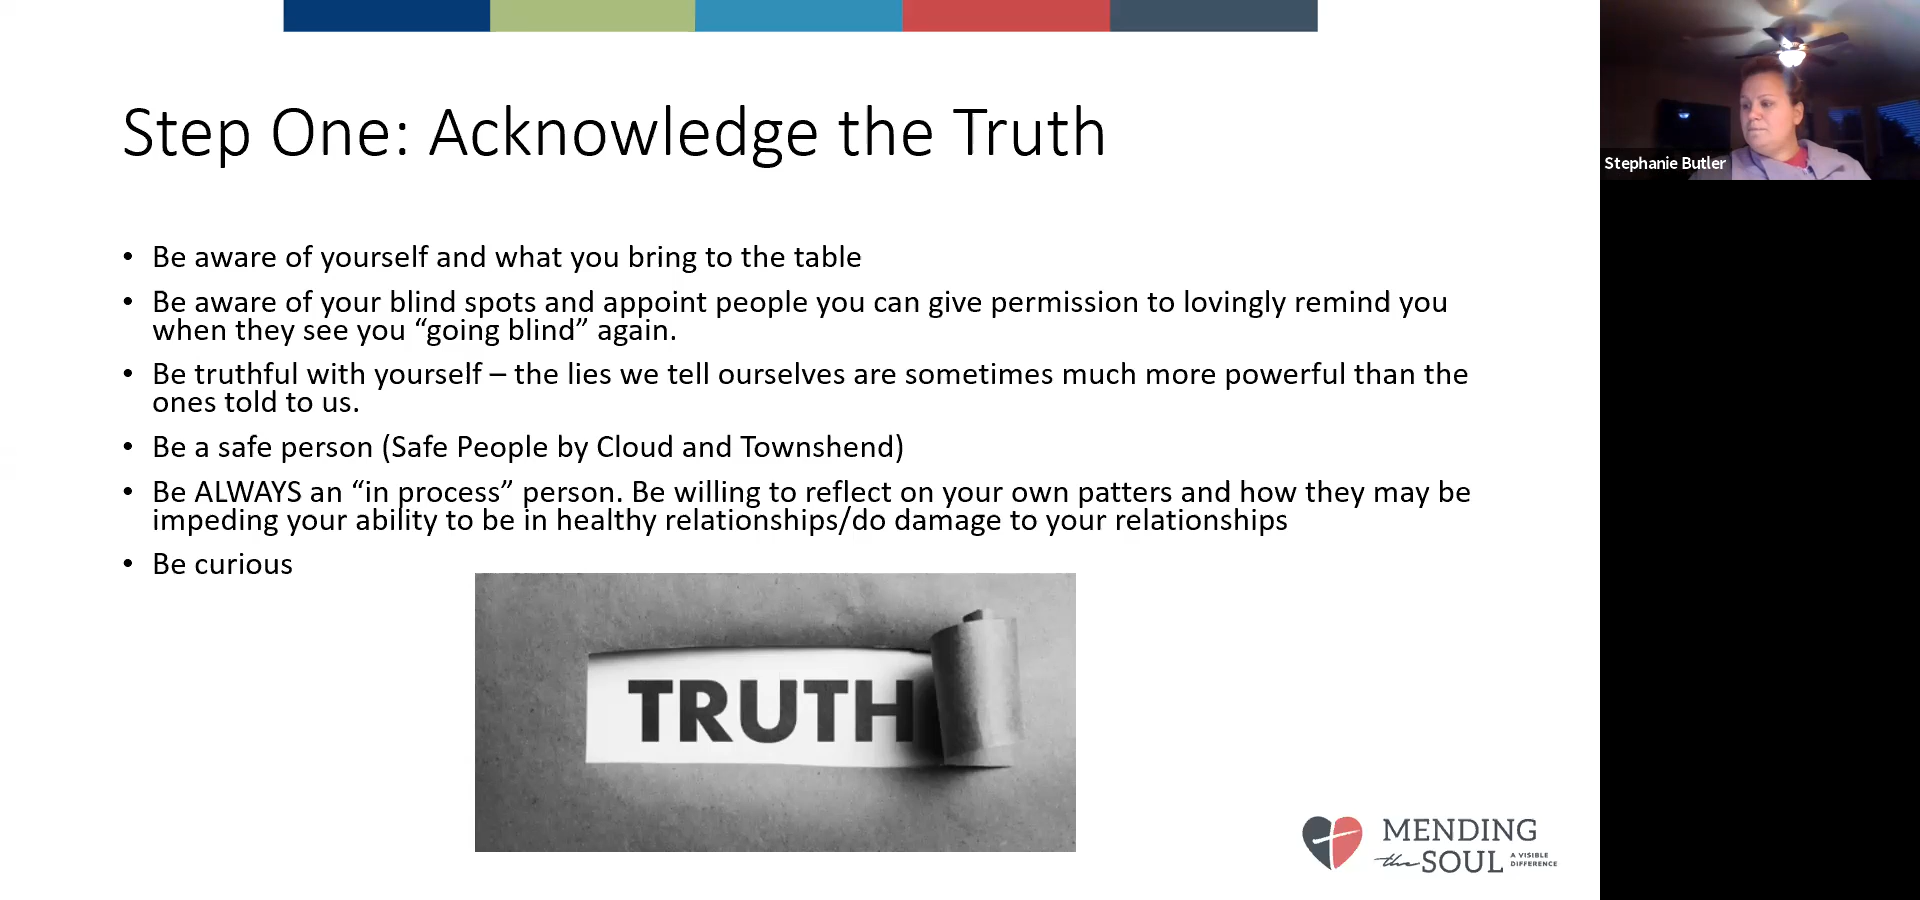 Step One: Acknowledge the Truth
Stephanie Butler
• Be aware of yourself and what you bring to the table
• Be aware of your blind spots and appoint people you can give permission to lovingly remind you
when they see you “going blind” again.
• Be truthful with yourself – the lies we tell ourselves are sometimes much more powerful than the
ones told to us.
• Be a safe person (Safe People by Cloud and Townshend)
• Be ALWAYS an “in process” person. Be willing to reflect on your own patters and how they may be
impeding your ability to be in healthy relationships/do damage to your relationships
• Be curious
TRUTH
MENDING
the SOUL
A VISIBLE
DIFFERENCE